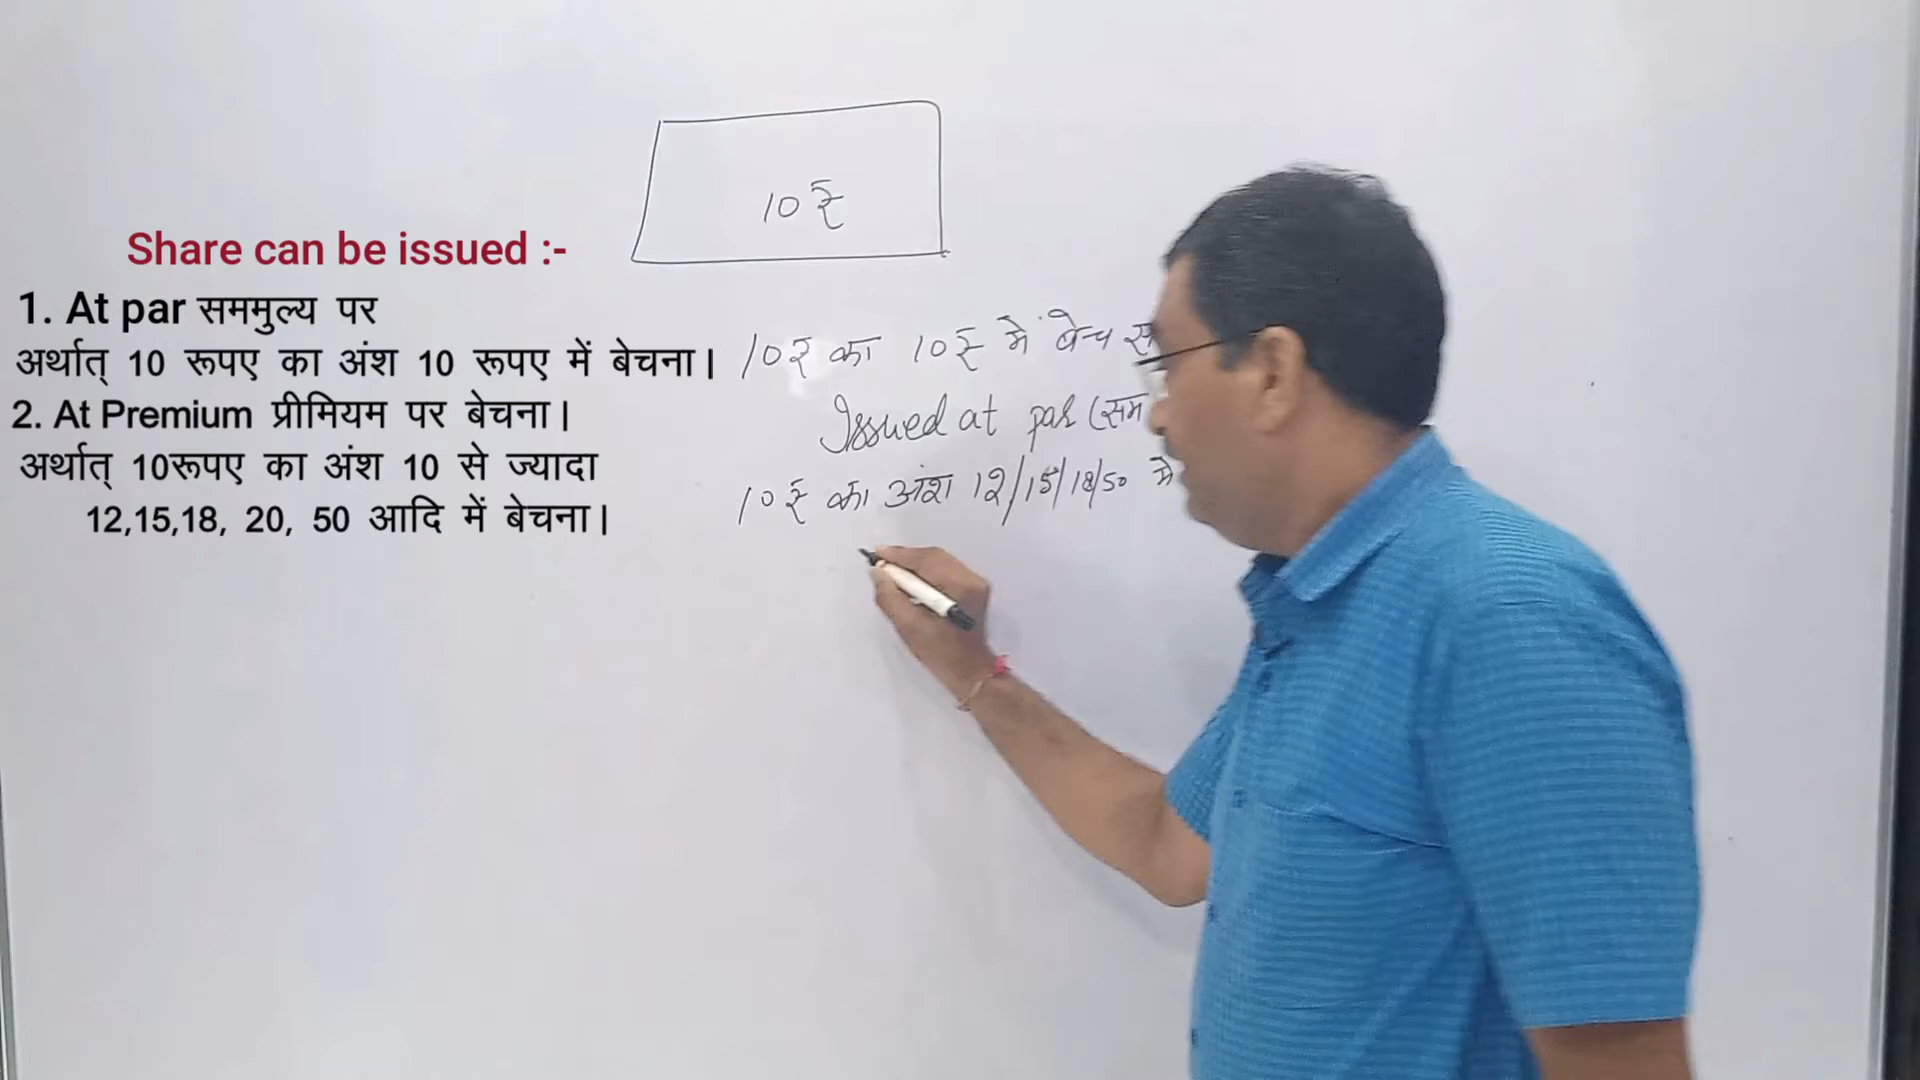 10 ₹
Share can be issued :-
1. At par सममुल्य पर
अर्थात् 10 रूपए का अंश 10 रूपए में बेचना।
2. At Premium प्रीमियम पर बेचना।
अर्थात् 10रूपए का अंश 10 से ज्यादा
12,15,18, 20, 50 आदि में बेचना।
10₹ का 10₹ में बेच
Issued at par (सम
10₹ का अंश 12/15/18/50 में